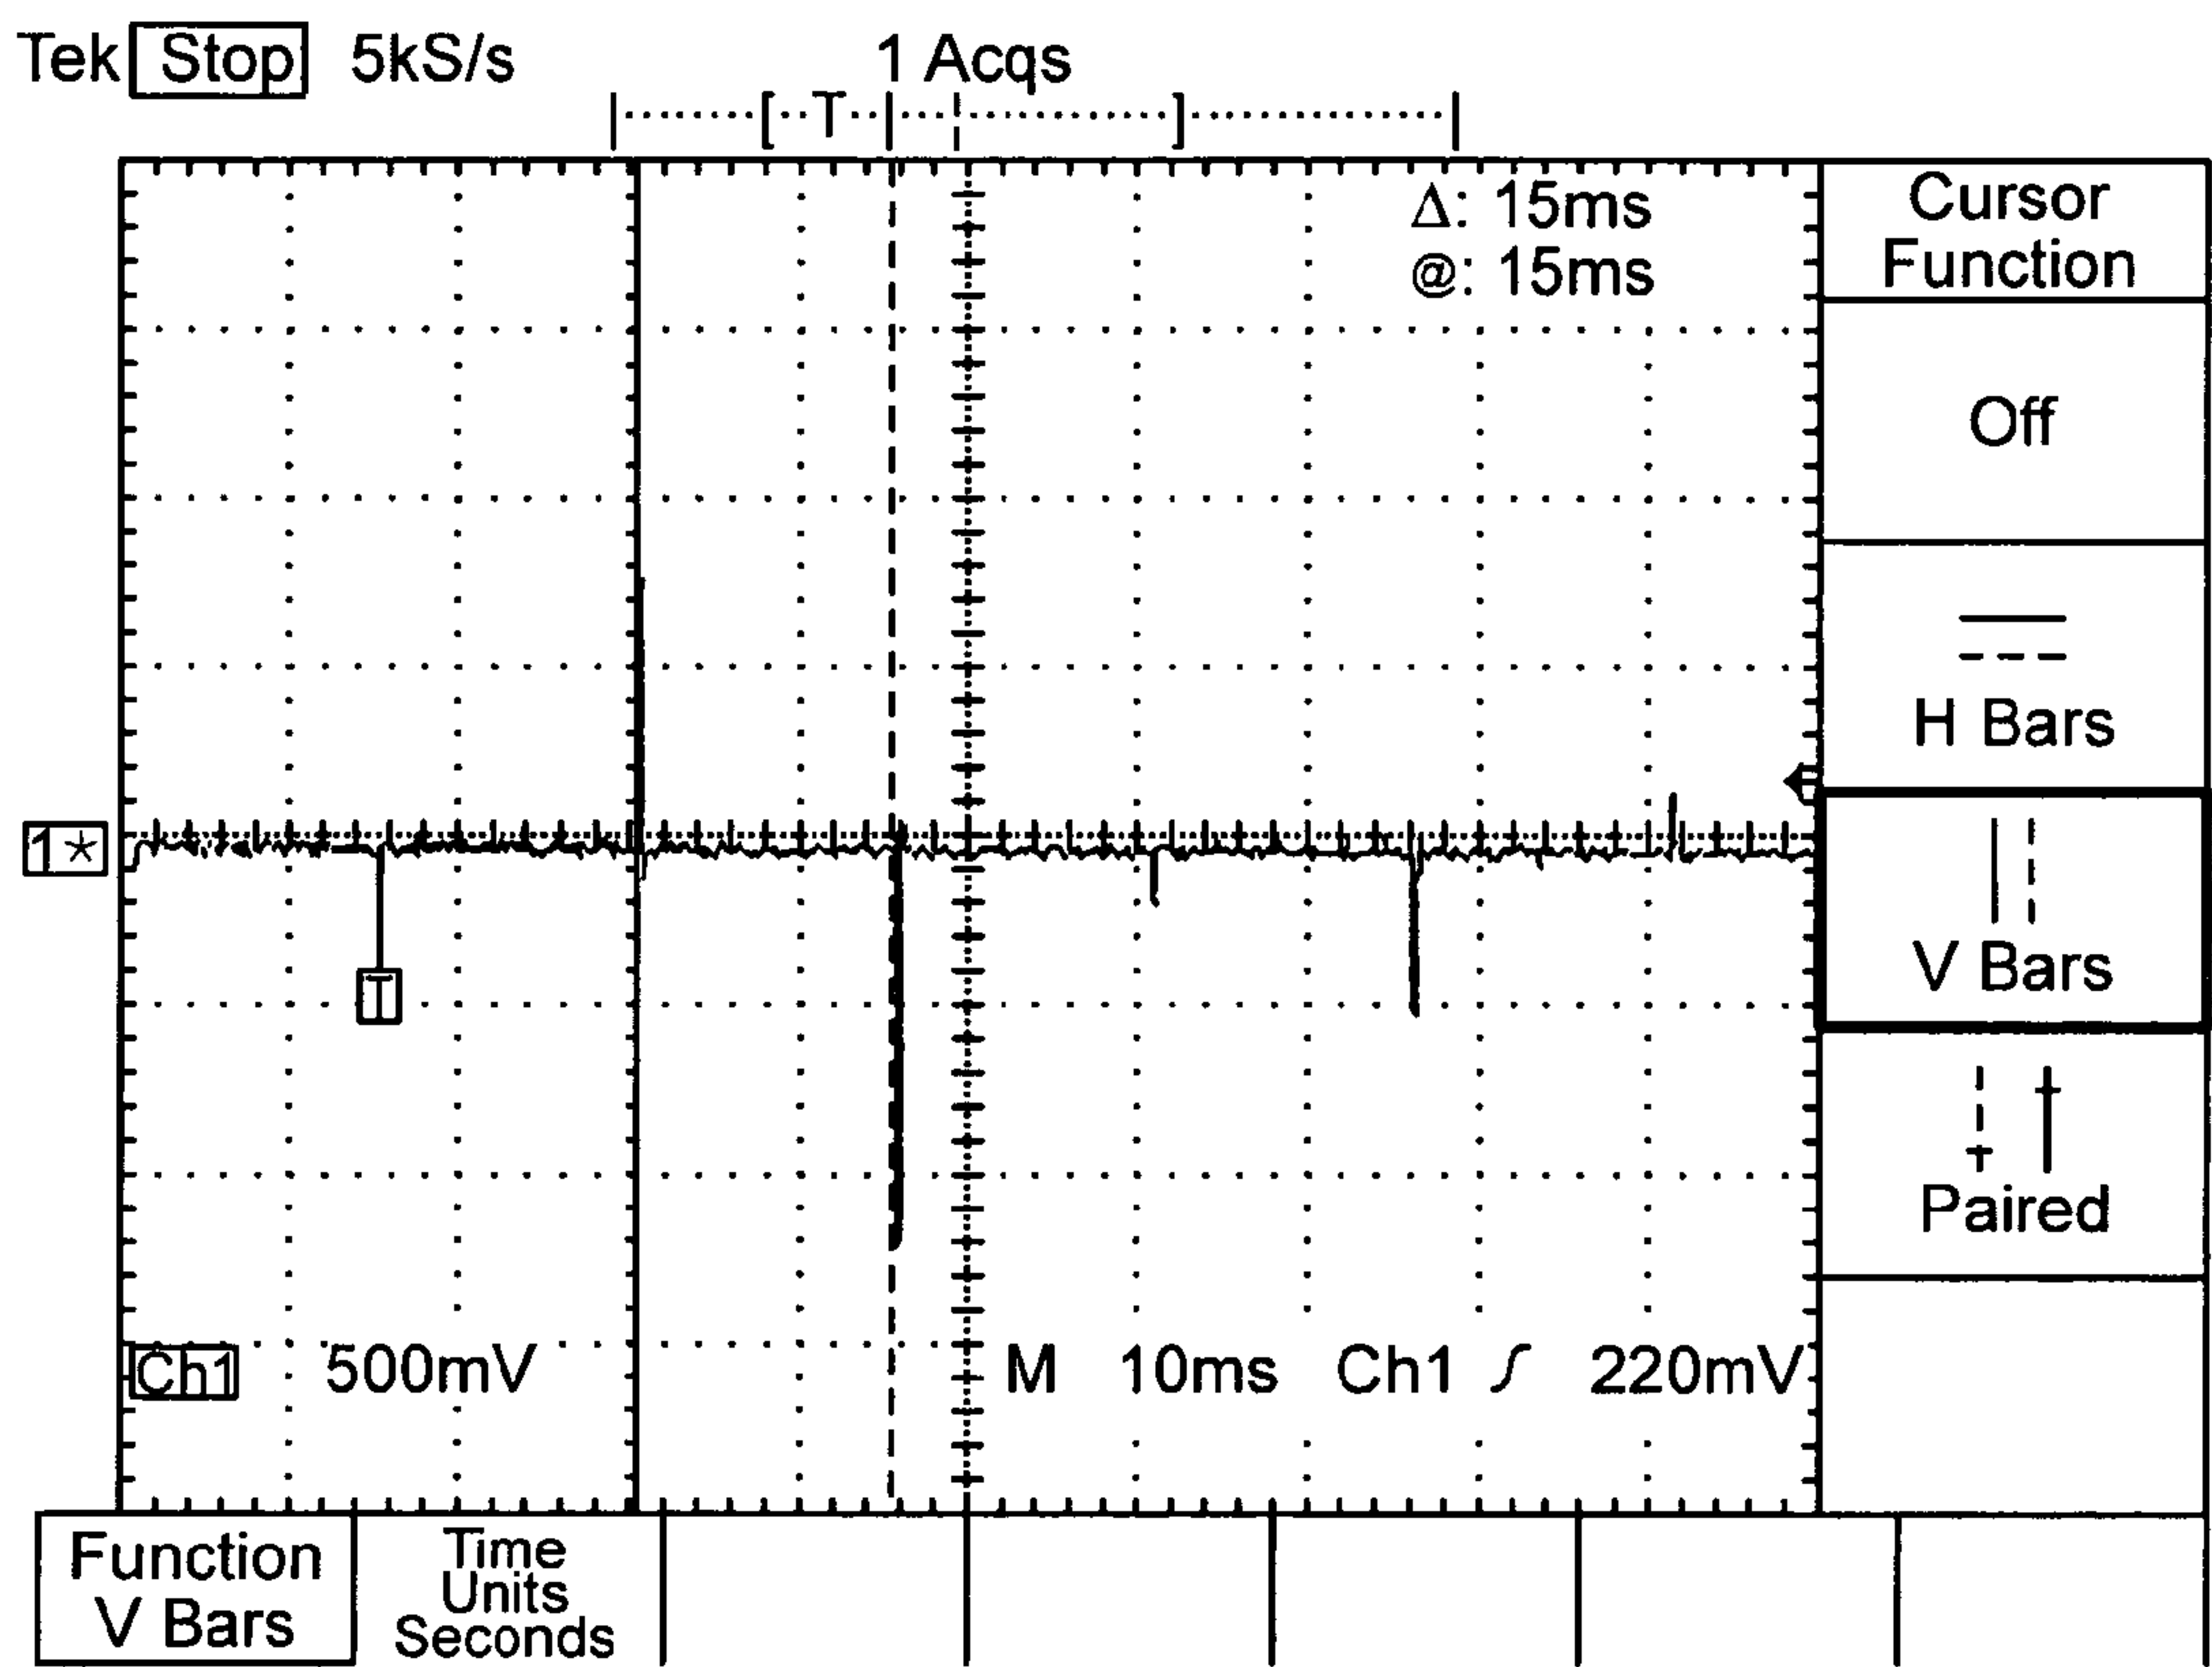 Tek Stop 5kS/s 1 Acqs
[ T ]
Δ: 15ms
@: 15ms
Cursor
Function
Off
H Bars
1*
V Bars
T
Paired
Ch1 500mV M 10ms Ch1 ∫ 220mV
Function
V Bars
Time
Units
Seconds